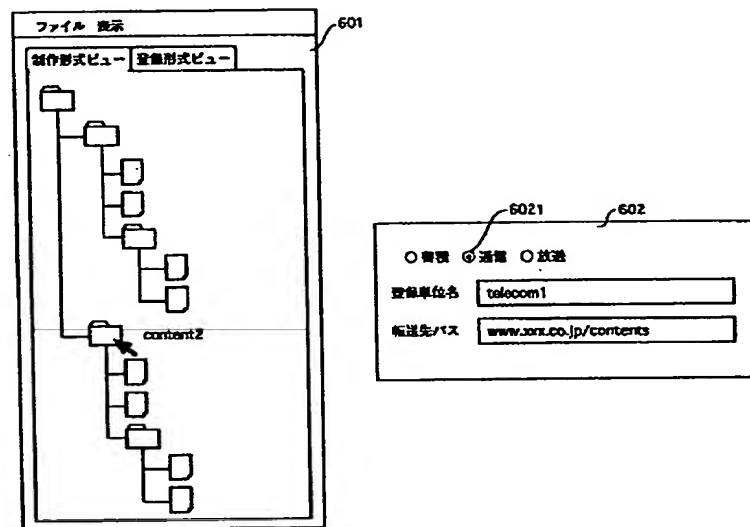 ファイル 表示
601
制作形式ビュー 登録形式ビュー
content2
6021
602
蓄積 通信 放送
登録単位名 telecom1
転送先パス www.xxx.co.jp/contents